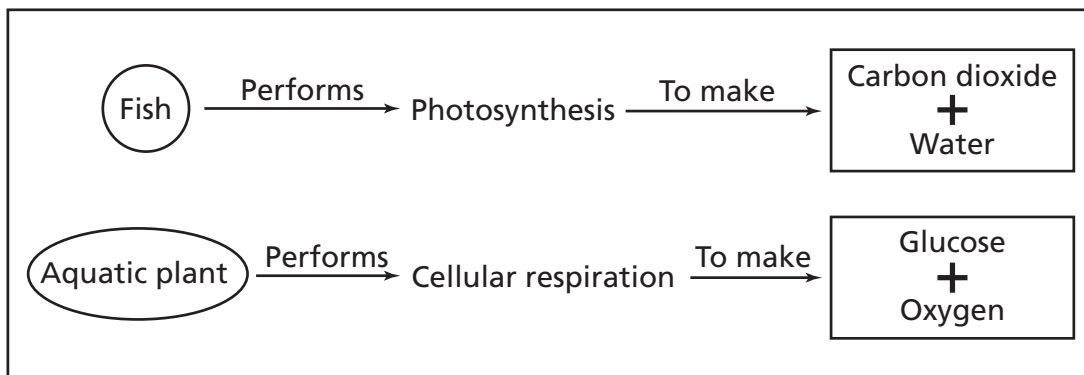 Fish Performs Photosynthesis To make Carbon dioxide
+
Water
Aquatic plant Performs Cellular respiration To make Glucose
+
Oxygen